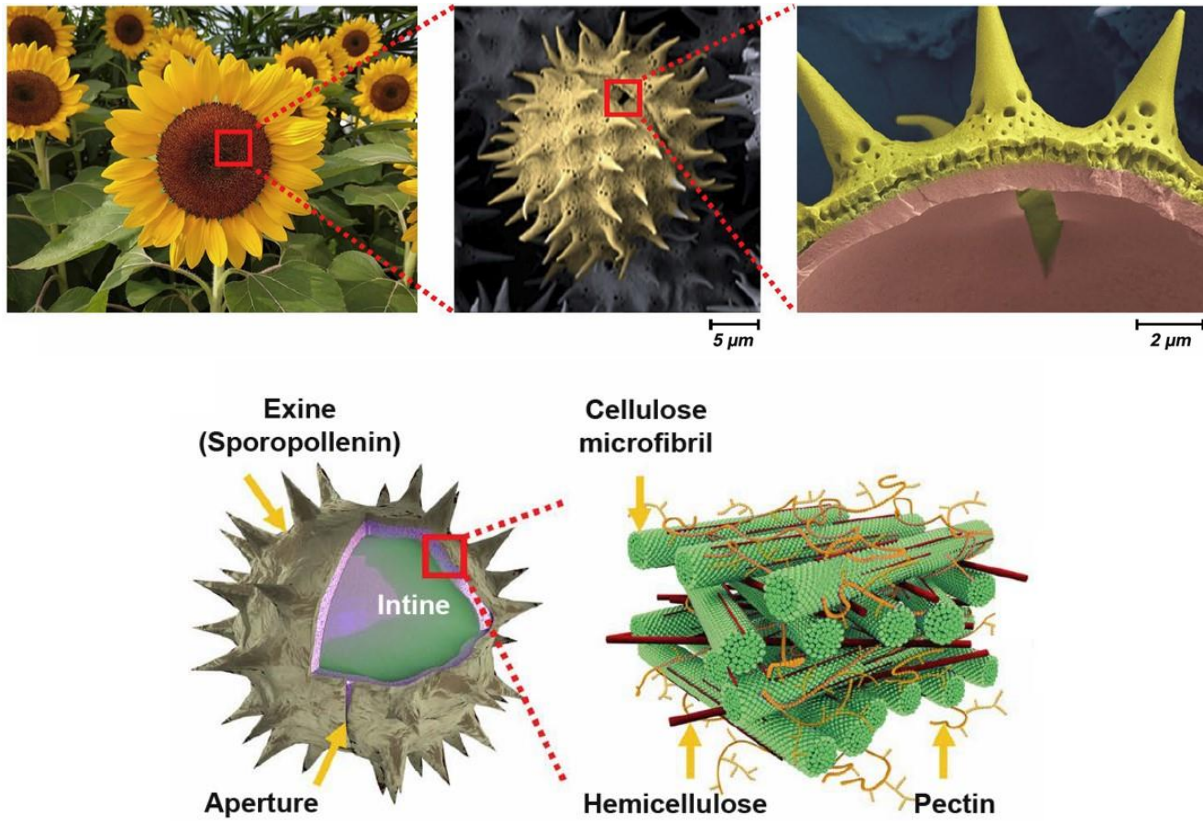 5 µm
2 µm
Exine
(Sporopollenin)
Cellulose
microfibril
Intine
Aperture
Hemicellulose
Pectin